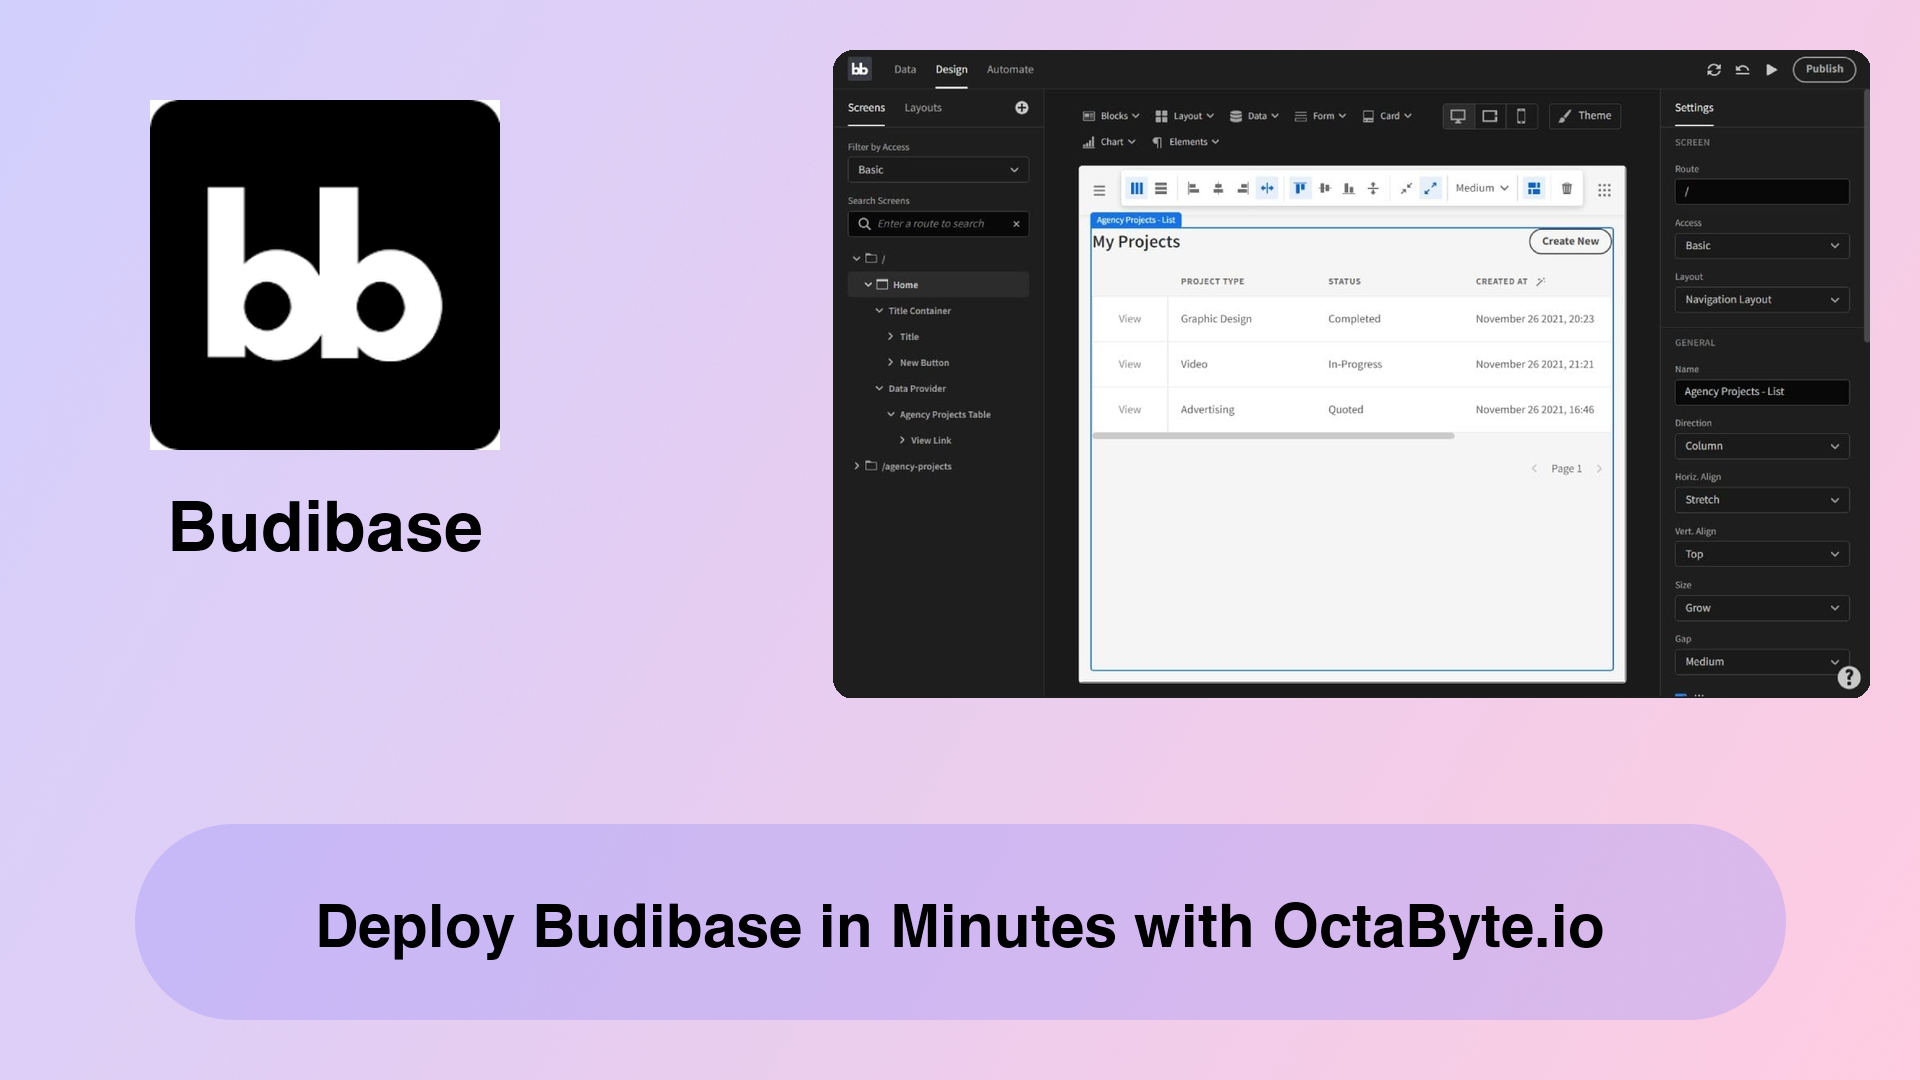 bb
Budibase
bb Data Design Automate Publish
Screens Layouts
Filter by Access
Basic
Search Screens
Enter a route to search
/
Home
Title Container
Title
New Button
Data Provider
Agency Projects Table
View Link
/agency-projects
Blocks Layout Data Form Card Theme
Chart Elements
Medium
Agency Projects - List
My Projects Create New
PROJECT TYPE STATUS CREATED AT
View Graphic Design Completed November 26 2021, 20:23
View Video In-Progress November 26 2021, 21:21
View Advertising Quoted November 26 2021, 16:46
Page 1
Settings
SCREEN
Route
/
Access
Basic
Layout
Navigation Layout
GENERAL
Name
Agency Projects - List
Direction
Column
Horiz. Align
Stretch
Vert. Align
Top
Size
Grow
Gap
Medium
?
Deploy Budibase in Minutes with OctaByte.io